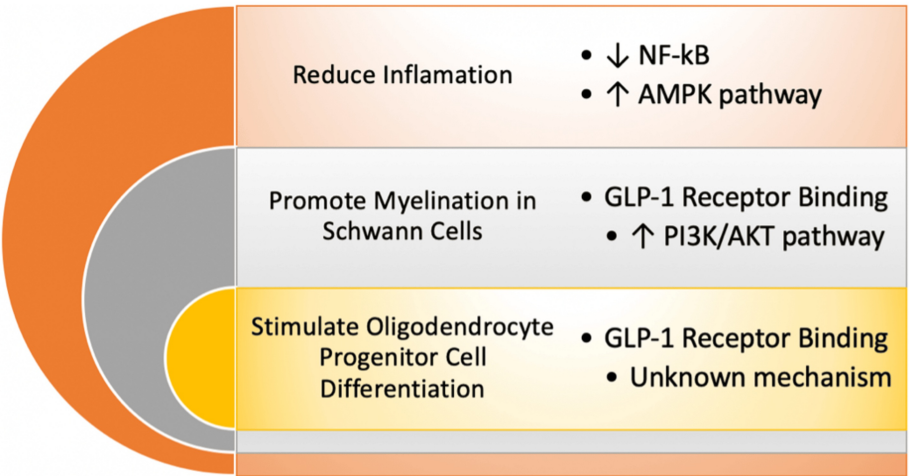 Reduce Inflamation
• ↓ NF-kB
• ↑ AMPK pathway
Promote Myelination in
Schwann Cells
• GLP-1 Receptor Binding
• ↑ PI3K/AKT pathway
Stimulate Oligodendrocyte
Progenitor Cell
Differentiation
• GLP-1 Receptor Binding
• Unknown mechanism